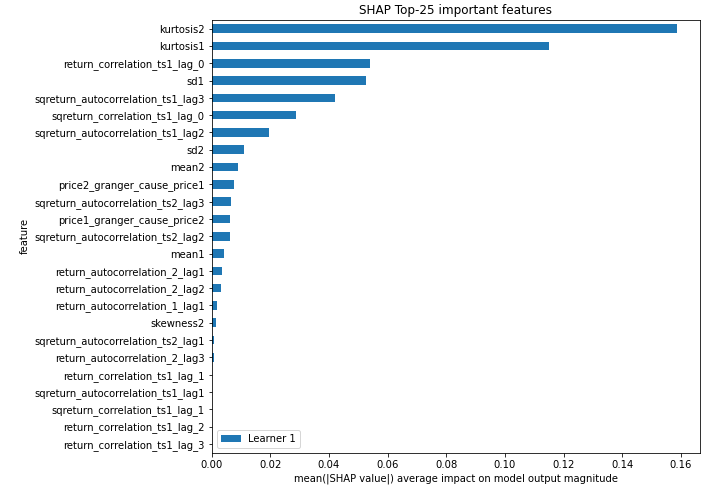 SHAP Top-25 important features
kurtosis2
kurtosis1
return_correlation_ts1_lag_0
sd1
sqreturn_autocorrelation_ts1_lag3
sqreturn_correlation_ts1_lag_0
sqreturn_autocorrelation_ts1_lag2
sd2
mean2
price2_granger_cause_price1
sqreturn_autocorrelation_ts2_lag3
price1_granger_cause_price2
sqreturn_autocorrelation_ts2_lag2
mean1
return_autocorrelation_2_lag1
return_autocorrelation_2_lag2
return_autocorrelation_1_lag1
skewness2
sqreturn_autocorrelation_ts2_lag1
return_autocorrelation_2_lag3
return_correlation_ts1_lag_1
sqreturn_autocorrelation_ts1_lag1
sqreturn_correlation_ts1_lag_1
return_correlation_ts1_lag_2
return_correlation_ts1_lag_3
feature
Learner 1
0.00 0.02 0.04 0.06 0.08 0.10 0.12 0.14 0.16
mean(|SHAP value|) average impact on model output magnitude